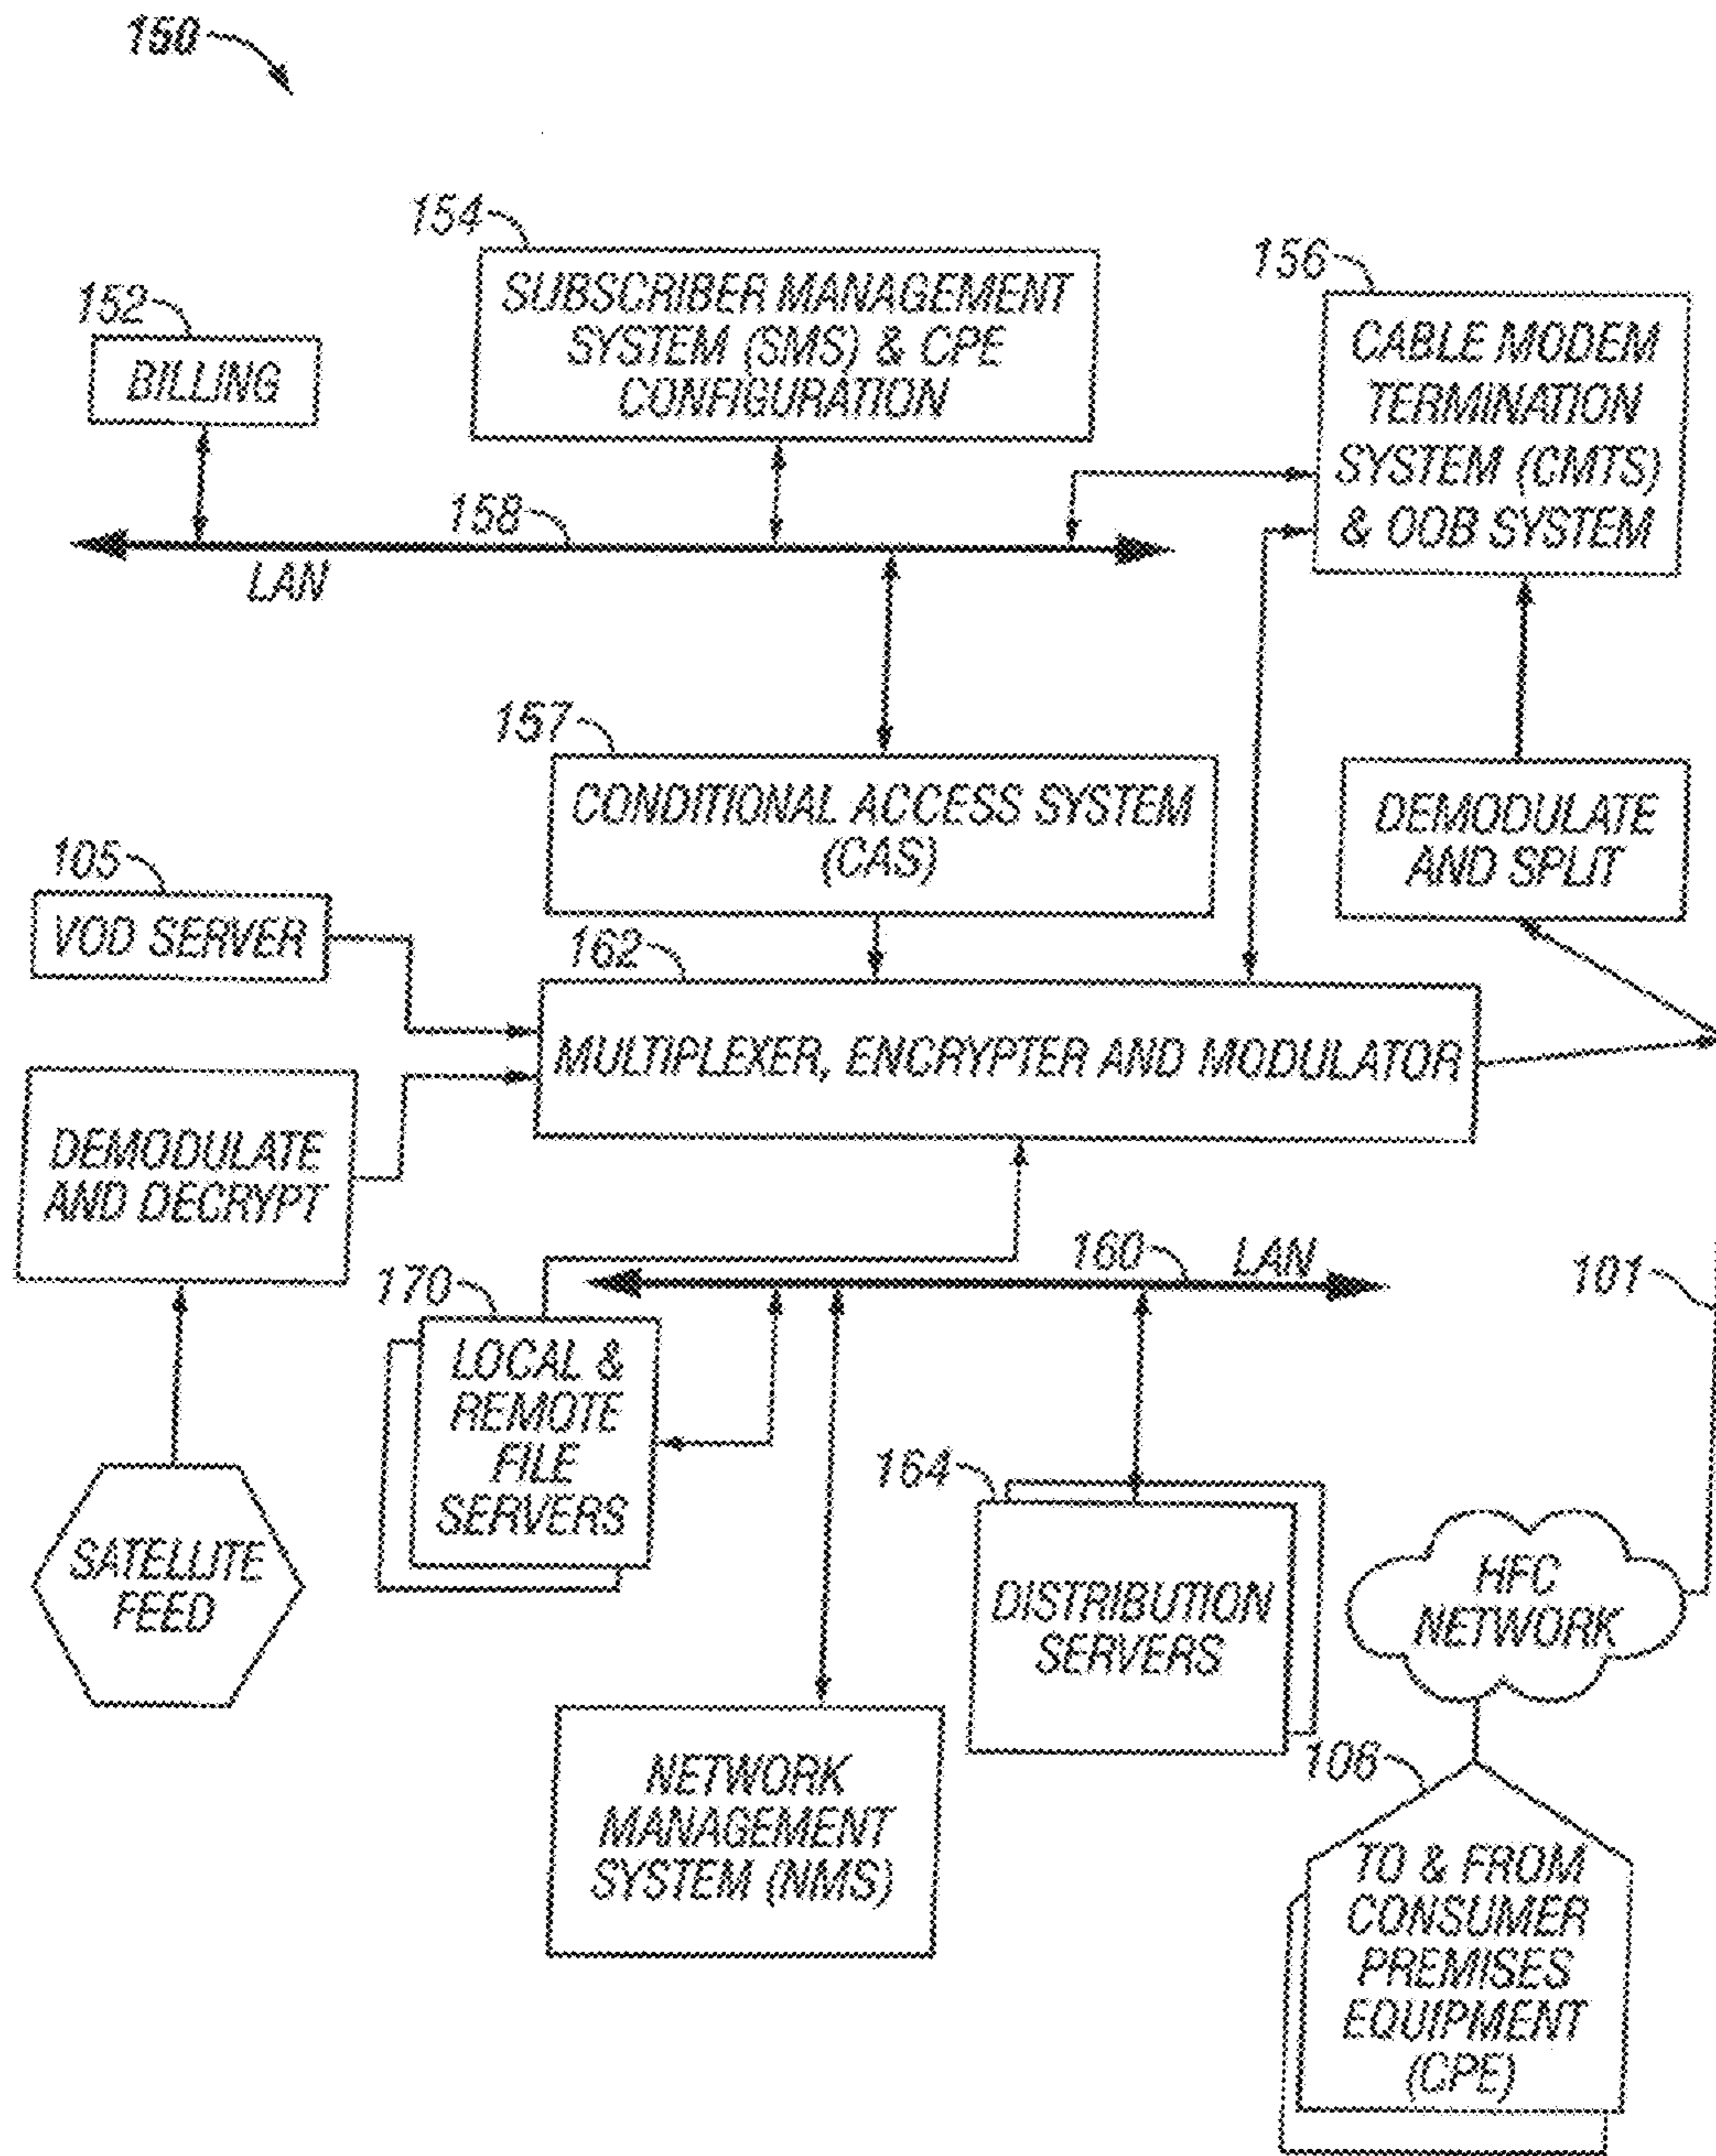 150
154
SUBSCRIBER MANAGEMENT
SYSTEM (SMS) & CPE
CONFIGURATION
156
CABLE MODEM
TERMINATION
SYSTEM (CMTS)
& OOB SYSTEM
152
BILLING
158
LAN
157
CONDITIONAL ACCESS SYSTEM
(CAS)
DEMODULATE
AND SPLIT
105
VOD SERVER
162
MULTIPLEXER, ENCRYPTER AND MODULATOR
DEMODULATE
AND DECRYPT
160
LAN
101
170
LOCAL &
REMOTE
FILE
SERVERS
164
DISTRIBUTION
SERVERS
SATELLITE
FEED
HFC
NETWORK
NETWORK
MANAGEMENT
SYSTEM (NMS)
106
TO & FROM
CONSUMER
PREMISES
EQUIPMENT
(CPE)